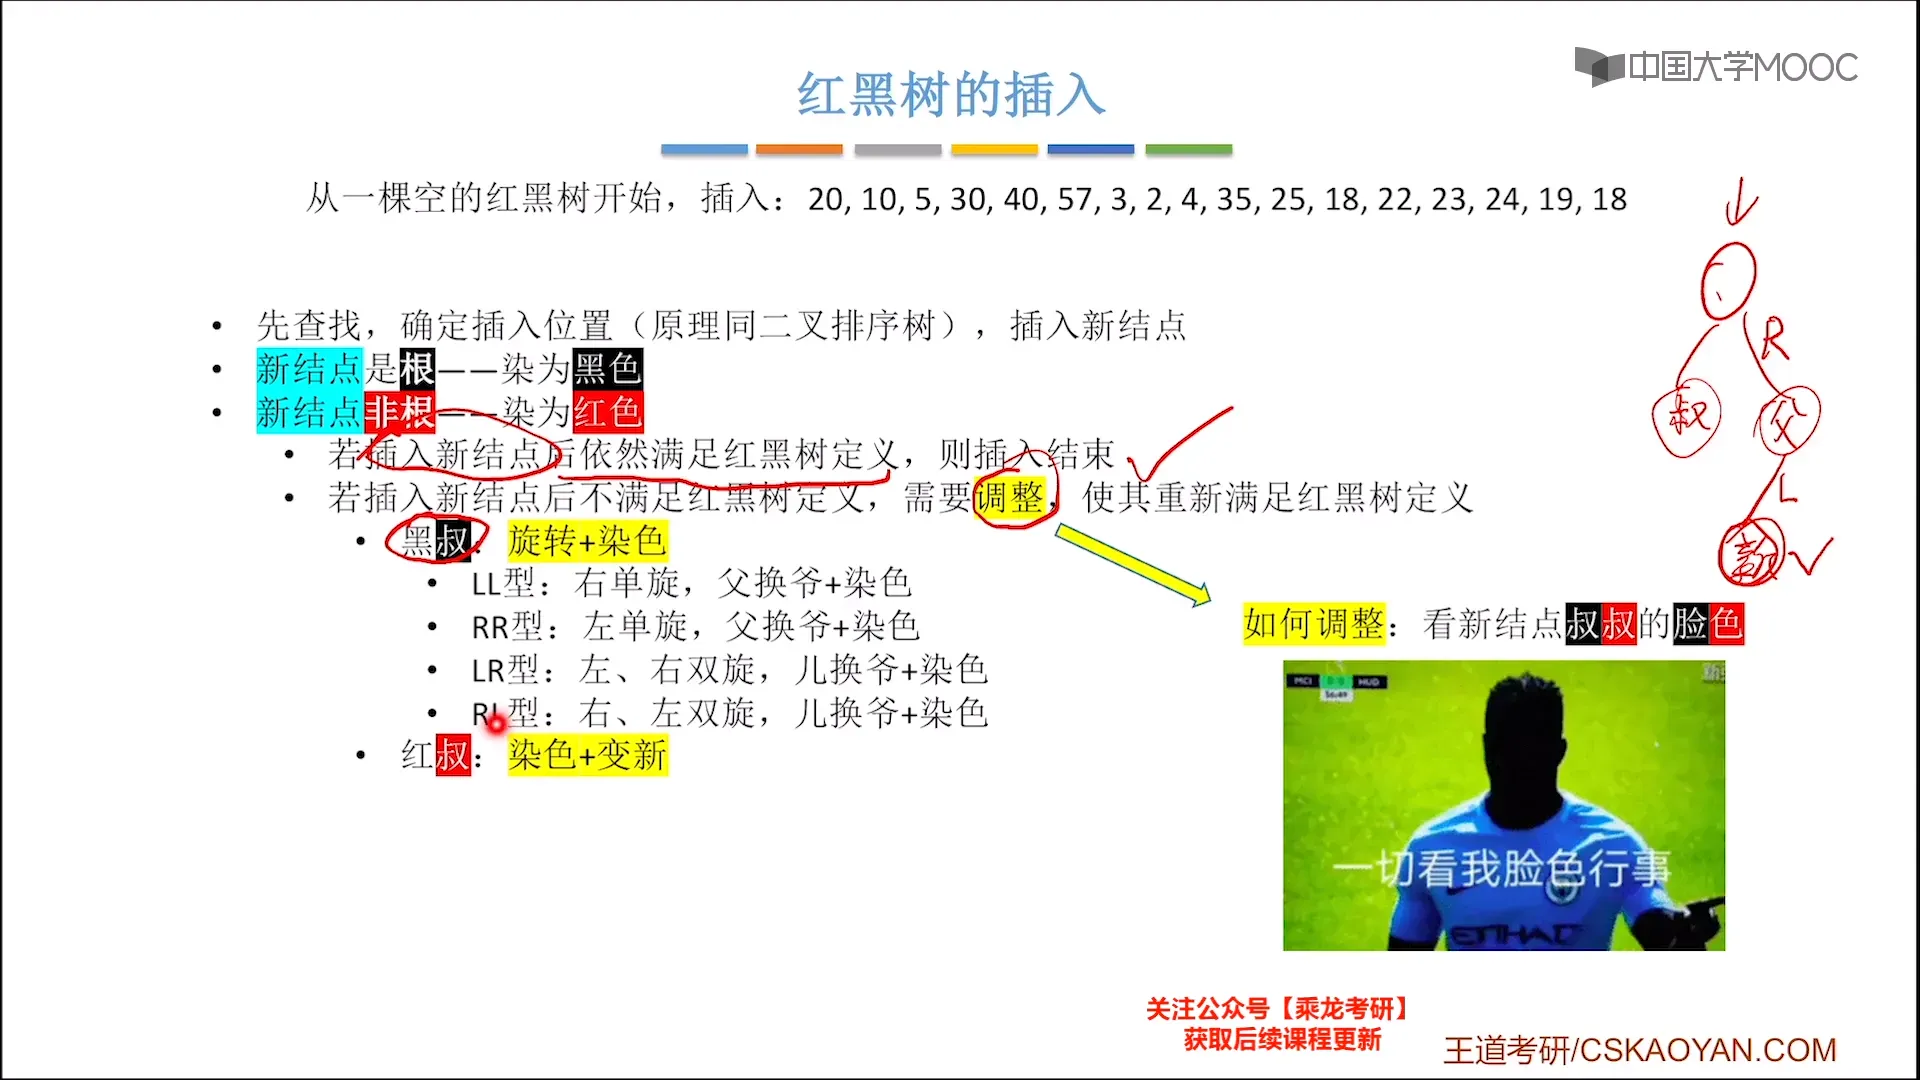 中国大学MOOC
红黑树的插入
从一棵空的红黑树开始，插入：20, 10, 5, 30, 40, 57, 3, 2, 4, 35, 25, 18, 22, 23, 24, 19, 18
• 先查找，确定插入位置（原理同二叉排序树），插入新结点
• 新结点是根——染为黑色
• 新结点非根——染为红色
• 若插入新结点后依然满足红黑树定义，则插入结束
• 若插入新结点后不满足红黑树定义，需要调整，使其重新满足红黑树定义
• 黑叔：旋转+染色
• LL型：右单旋，父换爷+染色
• RR型：左单旋，父换爷+染色
• LR型：左、右双旋，儿换爷+染色
• RL型：右、左双旋，儿换爷+染色
• 红叔：染色+变新
R
叔 父
L
如何调整：看新结点叔叔的脸色
MCI 0-0 HUD
一切看我脸色行事
ETIHAD
关注公众号【乘龙考研】
获取后续课程更新
王道考研/CSKAOYAN.COM